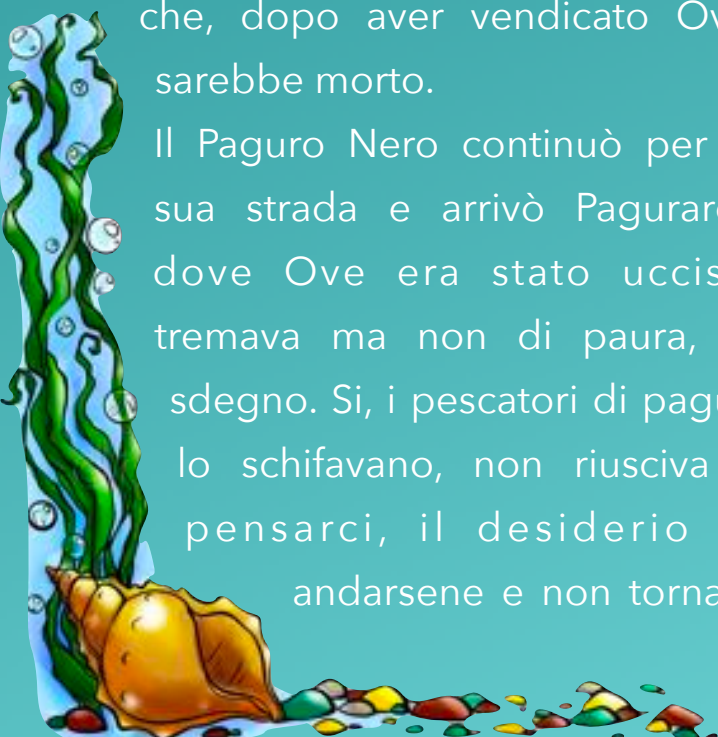 che, dopo aver vendicato Ov
sarebbe morto.
Il Paguro Nero continuò per
sua strada e arrivò Pagurar
dove Ove era stato uccis
tremava ma non di paura,
sdegno. Si, i pescatori di pagu
lo schifavano, non riusciva
pensarci, il desiderio
andarsene e non torna